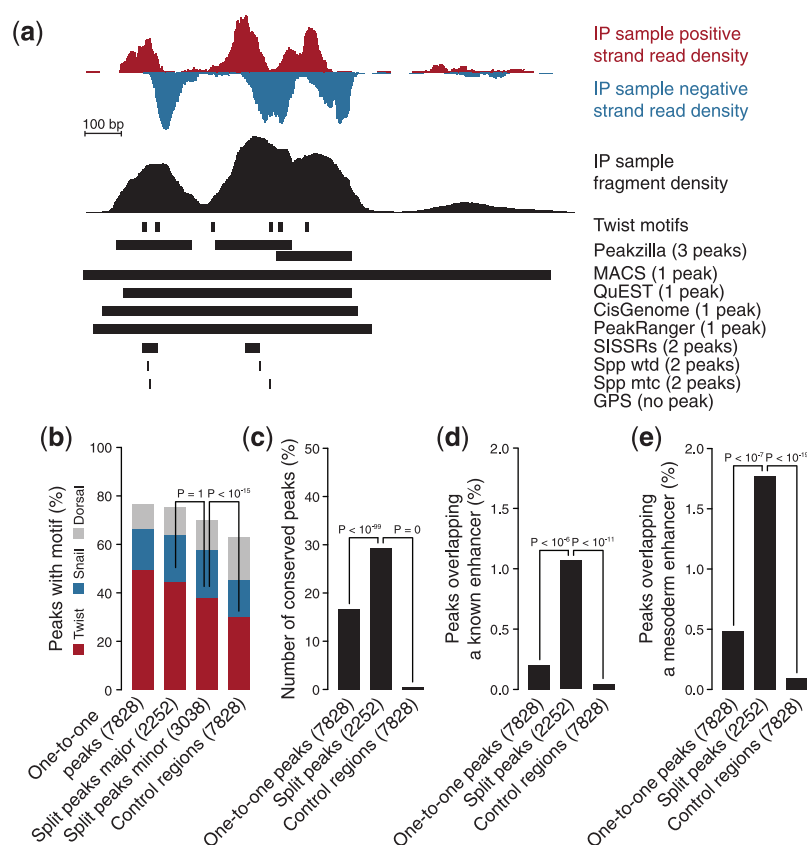 (a)
IP sample positive
strand read density
IP sample negative
strand read density
100 bp
IP sample
fragment density
Twist motifs
Peakzilla (3 peaks)
MACS (1 peak)
QuEST (1 peak)
CisGenome (1 peak)
PeakRanger (1 peak)
SISSRs (2 peaks)
Spp wtd (2 peaks)
Spp mtc (2 peaks)
GPS (no peak)
(b)
Peaks with motif (%)
Twist
Snail
Dorsal
100
80
60
40
20
0
P = 1
P < 10-15
One-to-one
peaks (7828)
Split peaks major (2252)
Split peaks minor (3038)
Control regions (7828)
(c)
Number of conserved peaks (%)
50
40
30
20
10
0
P < 10-99
P = 0
One-to-one peaks (7828)
Split peaks (2252)
Control regions (7828)
(d)
Peaks overlapping
a known enhancer (%)
2.0
1.5
1.0
0.5
0
P < 10-6
P < 10-11
One-to-one peaks (7828)
Split peaks (2252)
Control regions (7828)
(e)
Peaks overlapping
a mesoderm enhancer (%)
2.0
1.5
1.0
0.5
0
P < 10-7
P < 10-15
One-to-one peaks (7828)
Split peaks (2252)
Control regions (7828)